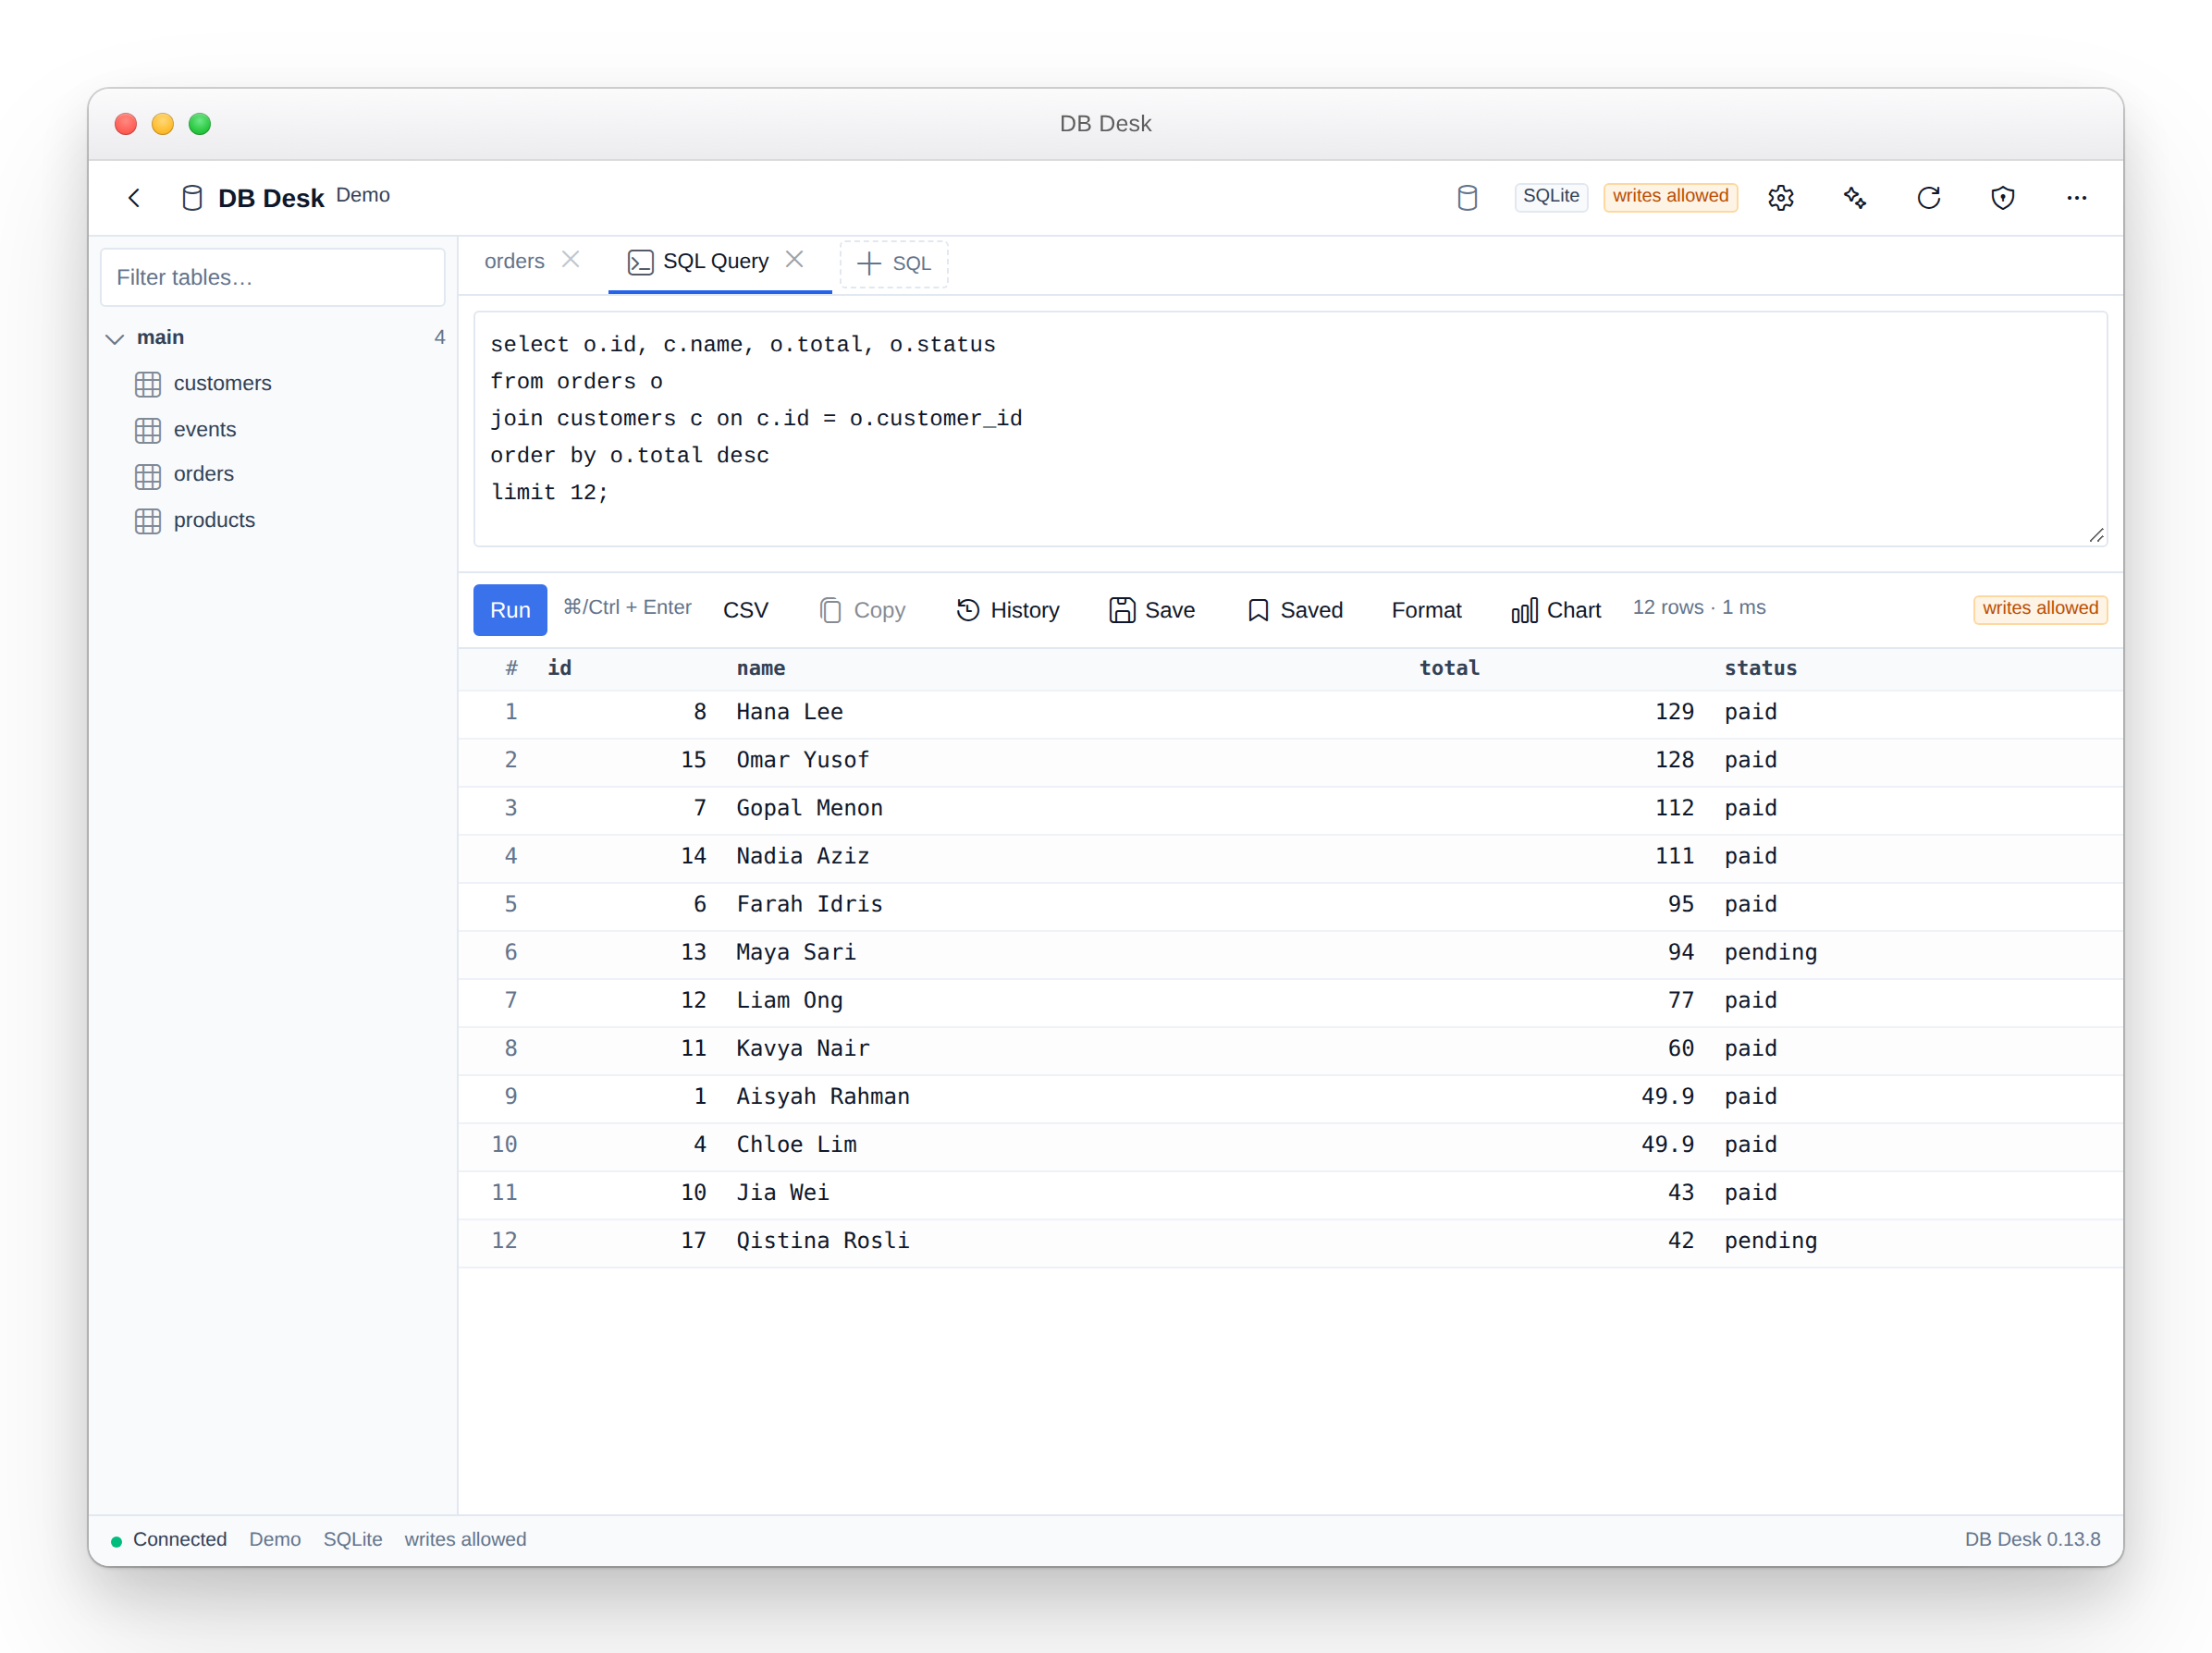 DB Desk
DB Desk Demo SQLite writes allowed
Filter tables…
main 4
customers
events
orders
products
orders SQL Query SQL
select o.id, c.name, o.total, o.status
from orders o
join customers c on c.id = o.customer_id
order by o.total desc
limit 12;
Run ⌘/Ctrl + Enter CSV Copy History Save Saved Format Chart 12 rows · 1 ms writes allowed
# id name total status
1 8 Hana Lee 129 paid
2 15 Omar Yusof 128 paid
3 7 Gopal Menon 112 paid
4 14 Nadia Aziz 111 paid
5 6 Farah Idris 95 paid
6 13 Maya Sari 94 pending
7 12 Liam Ong 77 paid
8 11 Kavya Nair 60 paid
9 1 Aisyah Rahman 49.9 paid
10 4 Chloe Lim 49.9 paid
11 10 Jia Wei 43 paid
12 17 Qistina Rosli 42 pending
Connected Demo SQLite writes allowed DB Desk 0.13.8